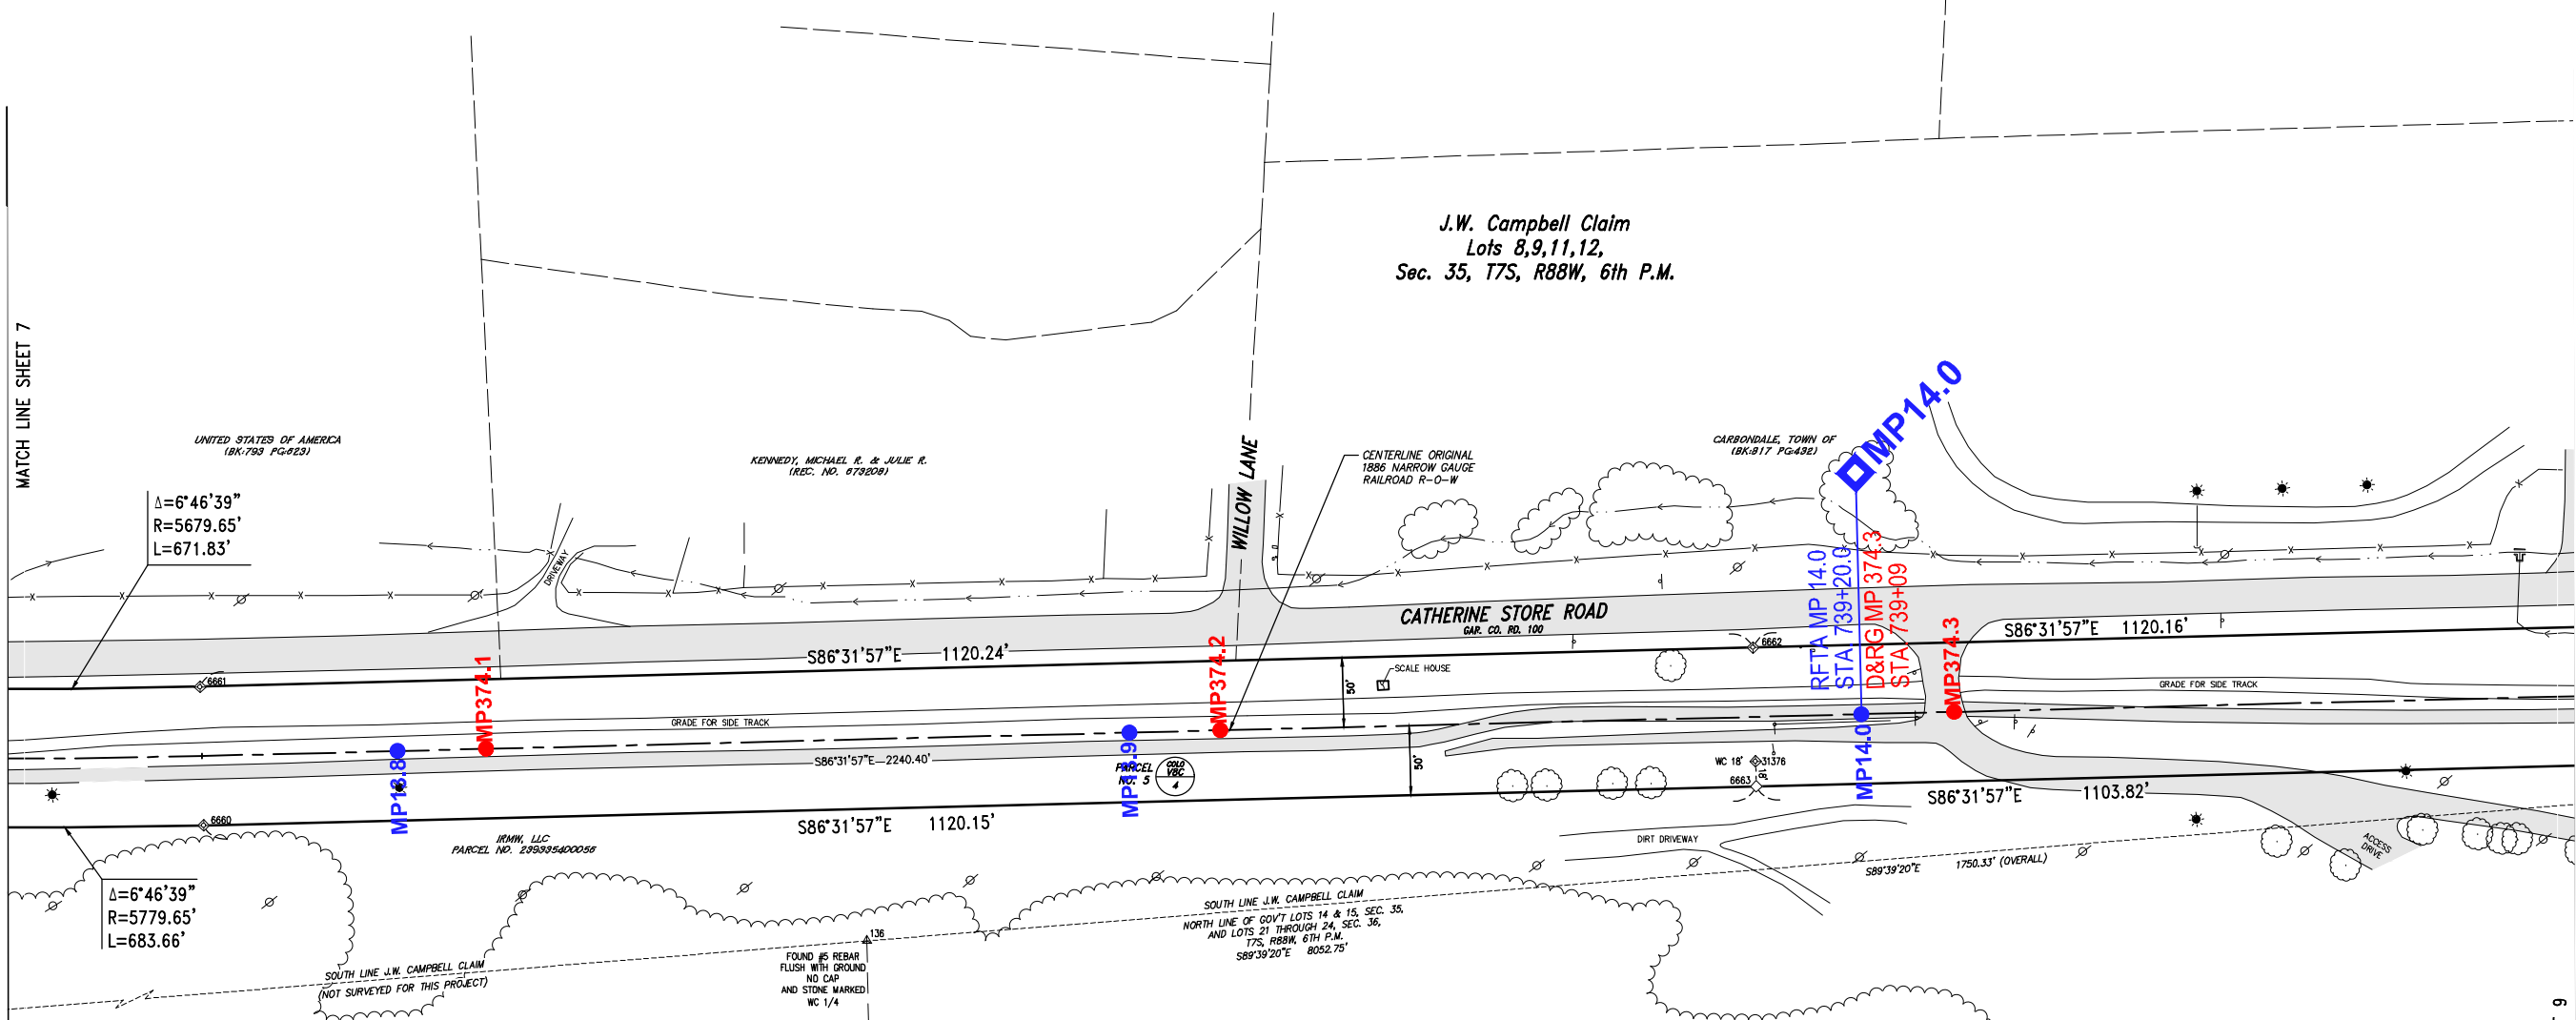 MATCH LINE SHEET 7
J.W. Campbell Claim
Lots 8,9,11,12,
Sec. 35, T7S, R88W, 6th P.M.
UNITED STATES OF AMERICA
(BK:793 PG:623)
KENNEDY, MICHAEL R. & JULIE R.
(REC. NO. 673209)
CARBONDALE, TOWN OF
(BK:917 PG:492)
MP14.0
Δ=6°46'39"
R=5679.65'
L=671.83'
DRIVEWAY
WILLOW LANE
CENTERLINE ORIGINAL
1886 NARROW GAUGE
RAILROAD R-O-W
CATHERINE STORE ROAD
GAR. CO. RD. 100
RFTA MP 14.0
STA 739+20.0
D&RG MP 374.3
STA 739+09
S86°31'57"E 1120.24'
S86°31'57"E 1120.16'
6661
6662
MP374.1
MP374.2
MP374.3
SCALE HOUSE
50'
GRADE FOR SIDE TRACK
GRADE FOR SIDE TRACK
S86°31'57"E 2240.40'
50'
MP13.8
MP13.9
MP14.0
PARCEL
NO. 5
COLO
V8C
4
WC 18'
31376
18'
6663
6660
S86°31'57"E 1120.15'
S86°31'57"E 1103.82'
IRMW, LLC
PARCEL NO. 239335400056
DIRT DRIVEWAY
ACCESS
DRIVE
S89°39'20"E 1750.33' (OVERALL)
Δ=6°46'39"
R=5779.65'
L=683.66'
SOUTH LINE J.W. CAMPBELL CLAIM
(NOT SURVEYED FOR THIS PROJECT)
136
FOUND #5 REBAR
FLUSH WITH GROUND
NO CAP
AND STONE MARKED
WC 1/4
SOUTH LINE J.W. CAMPBELL CLAIM
NORTH LINE OF GOV'T LOTS 14 & 15, SEC. 35,
AND LOTS 21 THROUGH 24, SEC. 36,
T7S, R88W, 6TH P.M.
S89°39'20"E 8052.75'
9